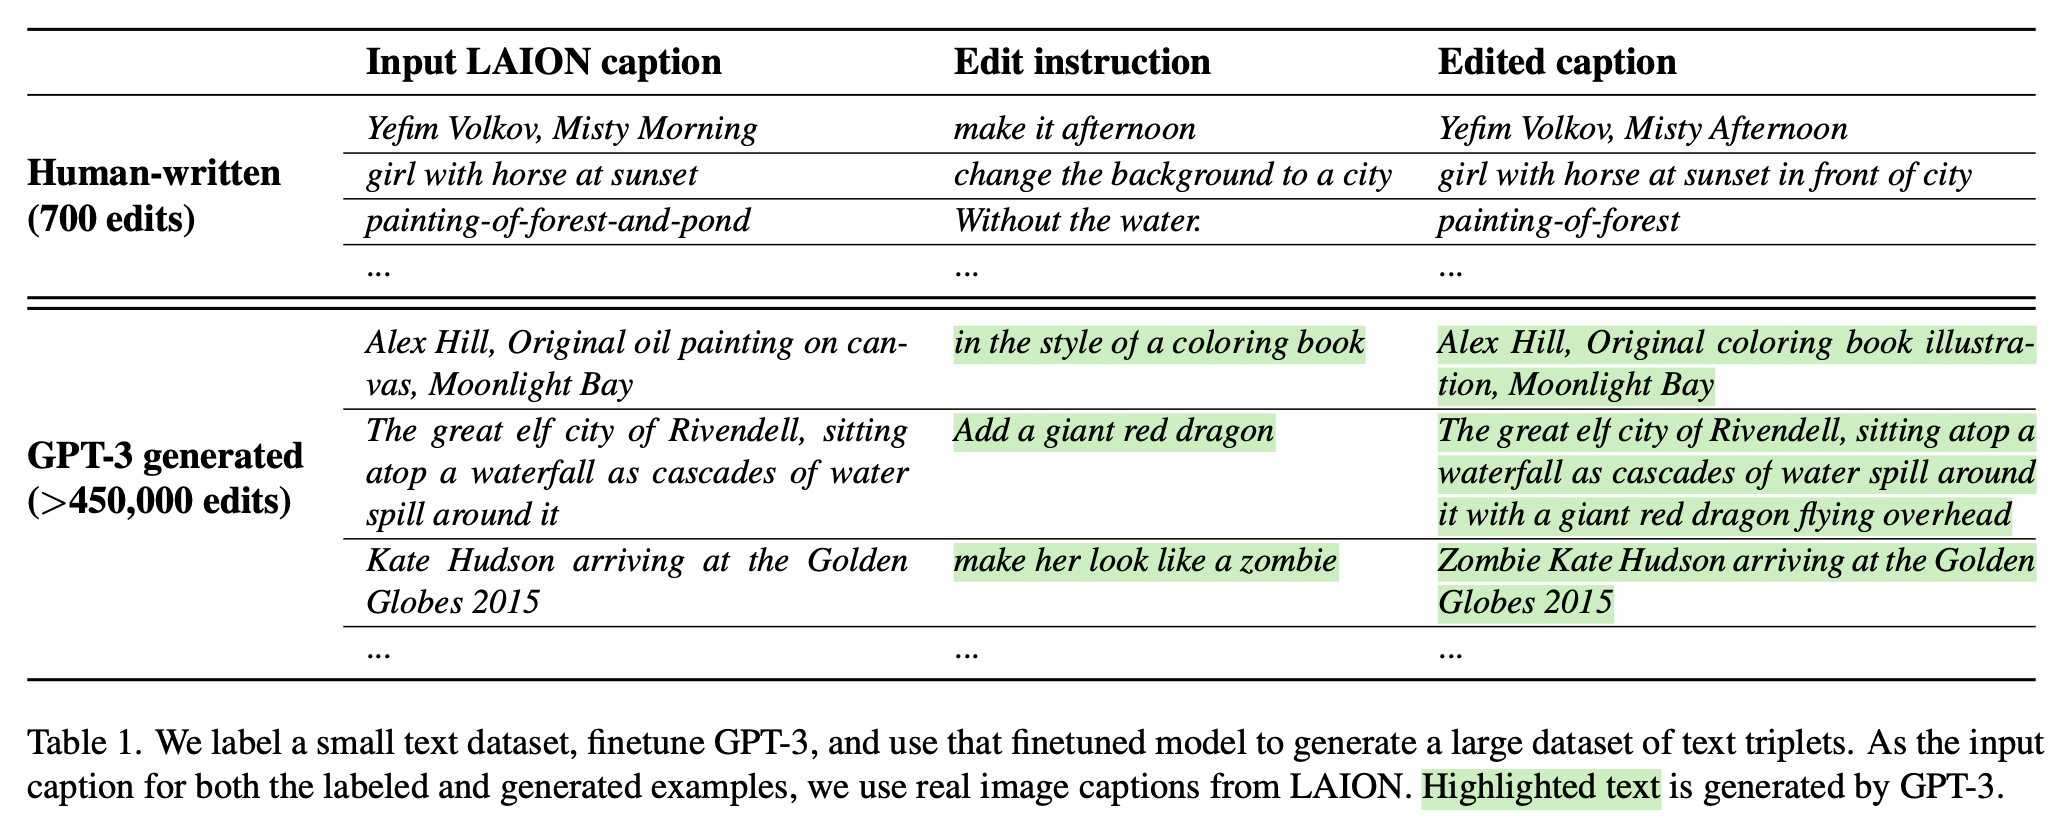 Input LAION caption Edit instruction Edited caption
Human-written
(700 edits)
Yefim Volkov, Misty Morning make it afternoon Yefim Volkov, Misty Afternoon
girl with horse at sunset change the background to a city girl with horse at sunset in front of city
painting-of-forest-and-pond Without the water. painting-of-forest
... ... ...
GPT-3 generated
(>450,000 edits)
Alex Hill, Original oil painting on can-
vas, Moonlight Bay
in the style of a coloring book
Alex Hill, Original coloring book illustra-
tion, Moonlight Bay
The great elf city of Rivendell, sitting
atop a waterfall as cascades of water
spill around it
Add a giant red dragon
The great elf city of Rivendell, sitting atop a
waterfall as cascades of water spill around
it with a giant red dragon flying overhead
Kate Hudson arriving at the Golden
Globes 2015
make her look like a zombie
Zombie Kate Hudson arriving at the Golden
Globes 2015
... ... ...
Table 1. We label a small text dataset, finetune GPT-3, and use that finetuned model to generate a large dataset of text triplets. As the input
caption for both the labeled and generated examples, we use real image captions from LAION. Highlighted text is generated by GPT-3.